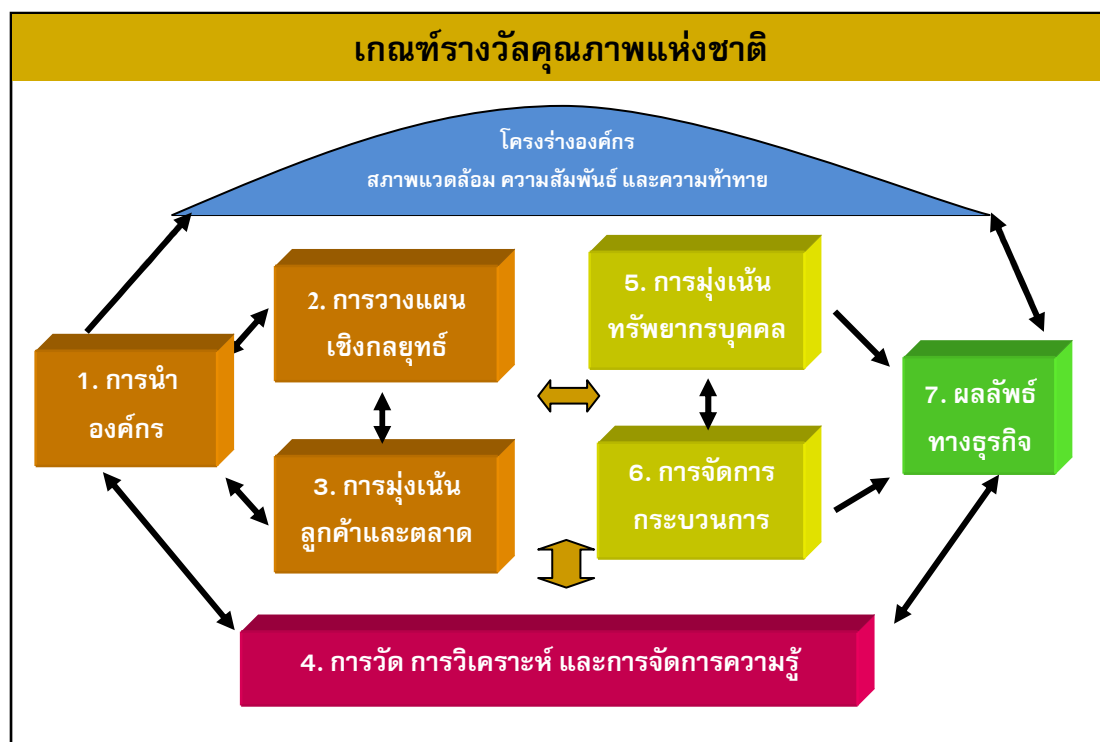 เกณฑ์รางวัลคุณภาพแห่งชาติ
โครงร่างองค์กร
สภาพแวดล้อม ความสัมพันธ์ และความท้าทาย
1. การนำ
องค์กร
2. การวางแผน
เชิงกลยุทธ์
3. การมุ่งเน้น
ลูกค้าและตลาด
5. การมุ่งเน้น
ทรัพยากรบุคคล
6. การจัดการ
กระบวนการ
7. ผลลัพธ์
ทางธุรกิจ
4. การวัด การวิเคราะห์ และการจัดการความรู้